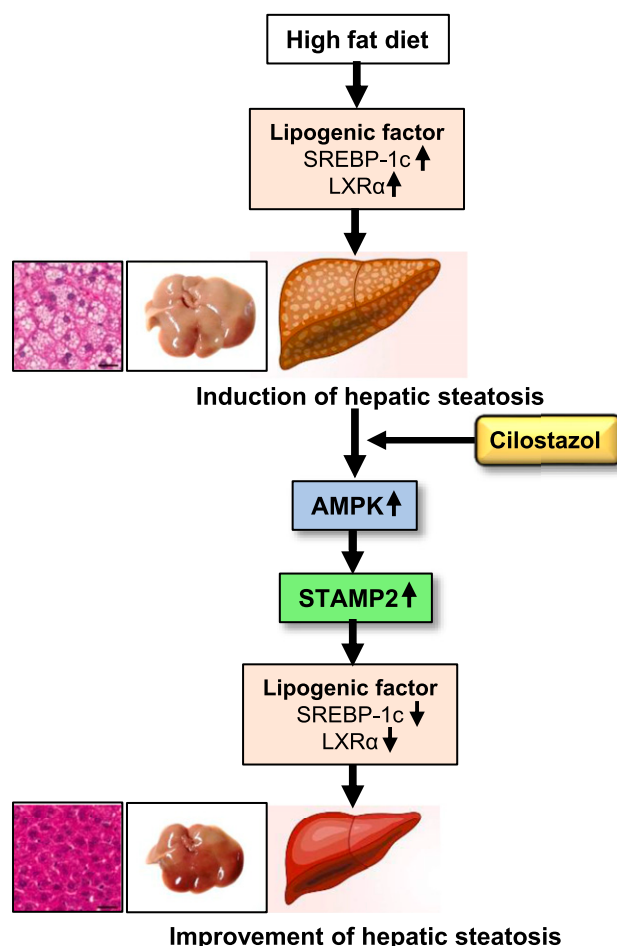 High fat diet
Lipogenic factor
SREBP-1c
LXRα
Induction of hepatic steatosis
Cilostazol
AMPK
STAMP2
Lipogenic factor
SREBP-1c
LXRα
Improvement of hepatic steatosis